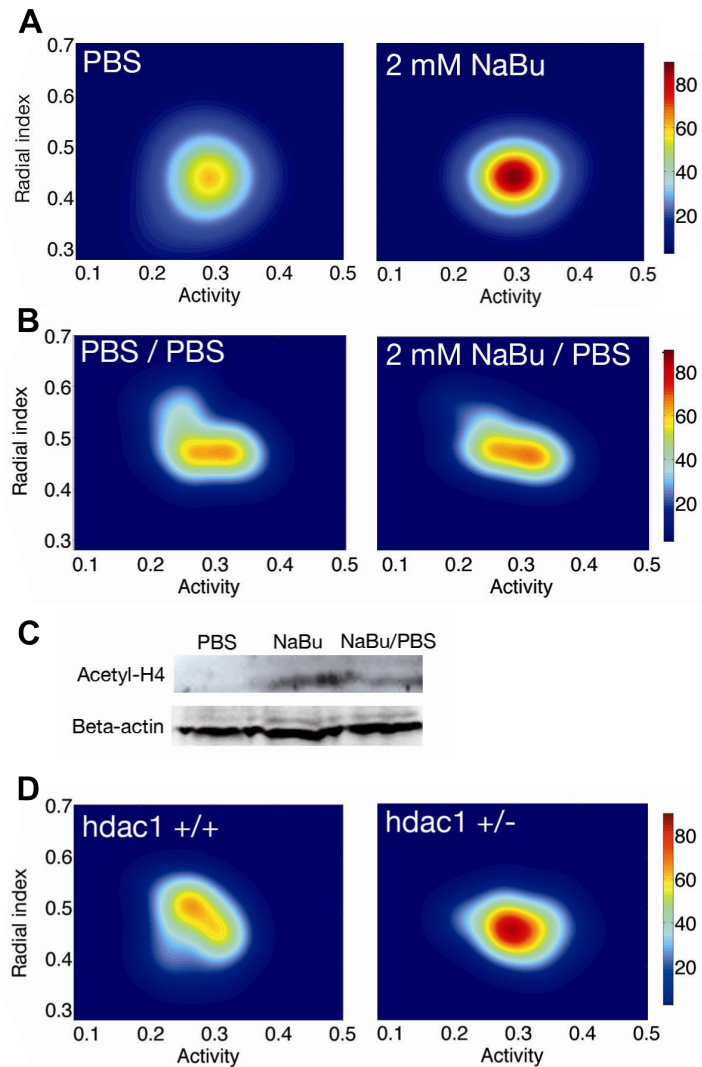 A
PBS
2 mM NaBu
0.7
0.6
0.5
0.4
0.3
Radial index
0.1 0.2 0.3 0.4 0.5
Activity
0.1 0.2 0.3 0.4 0.5
Activity
80
60
40
20
B
PBS / PBS
2 mM NaBu / PBS
0.7
0.6
0.5
0.4
0.3
Radial index
0.1 0.2 0.3 0.4 0.5
Activity
0.1 0.2 0.3 0.4 0.5
Activity
80
60
40
20
C
PBS NaBu NaBu/PBS
Acetyl-H4
Beta-actin
D
hdac1 +/+
hdac1 +/-
0.7
0.6
0.5
0.4
0.3
Radial index
0.1 0.2 0.3 0.4 0.5
Activity
0.1 0.2 0.3 0.4 0.5
Activity
80
60
40
20